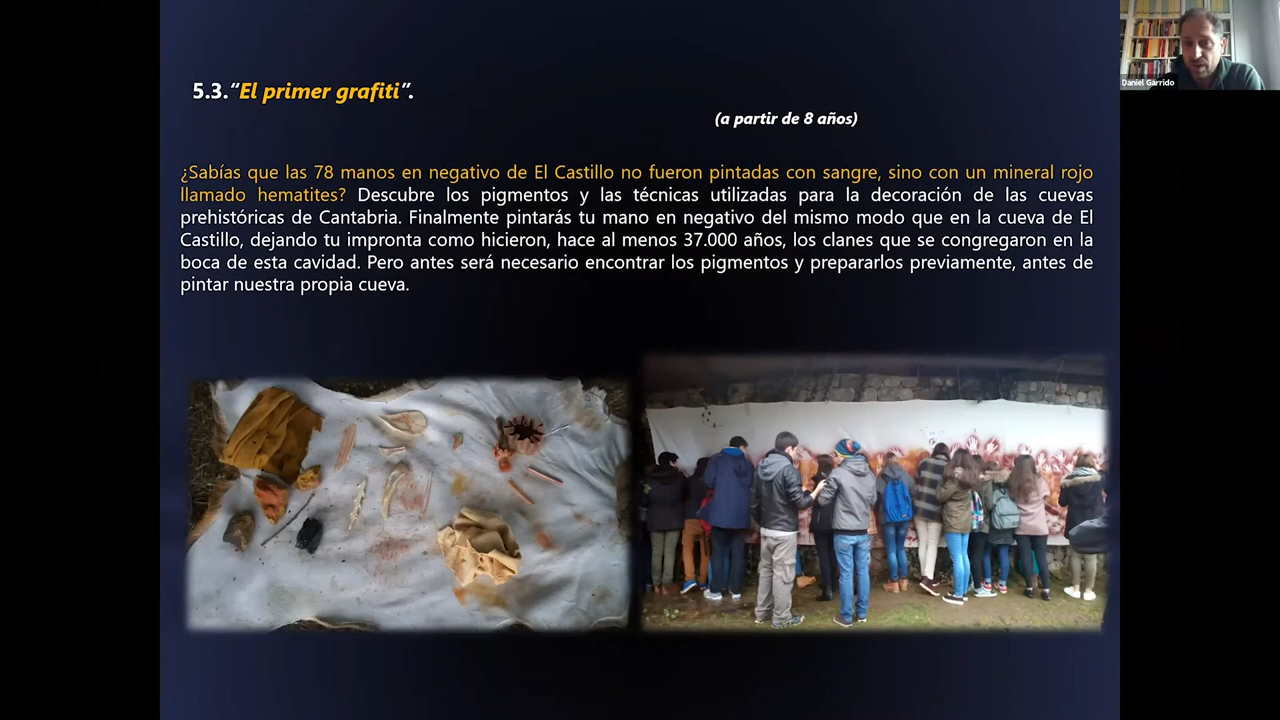 Daniel Garrido
5.3.“El primer grafiti”.
(a partir de 8 años)
¿Sabías que las 78 manos en negativo de El Castillo no fueron pintadas con sangre, sino con un mineral rojo
llamado hematites? Descubre los pigmentos y las técnicas utilizadas para la decoración de las cuevas
prehistóricas de Cantabria. Finalmente pintarás tu mano en negativo del mismo modo que en la cueva de El
Castillo, dejando tu impronta como hicieron, hace al menos 37.000 años, los clanes que se congregaron en la
boca de esta cavidad. Pero antes será necesario encontrar los pigmentos y prepararlos previamente, antes de
pintar nuestra propia cueva.